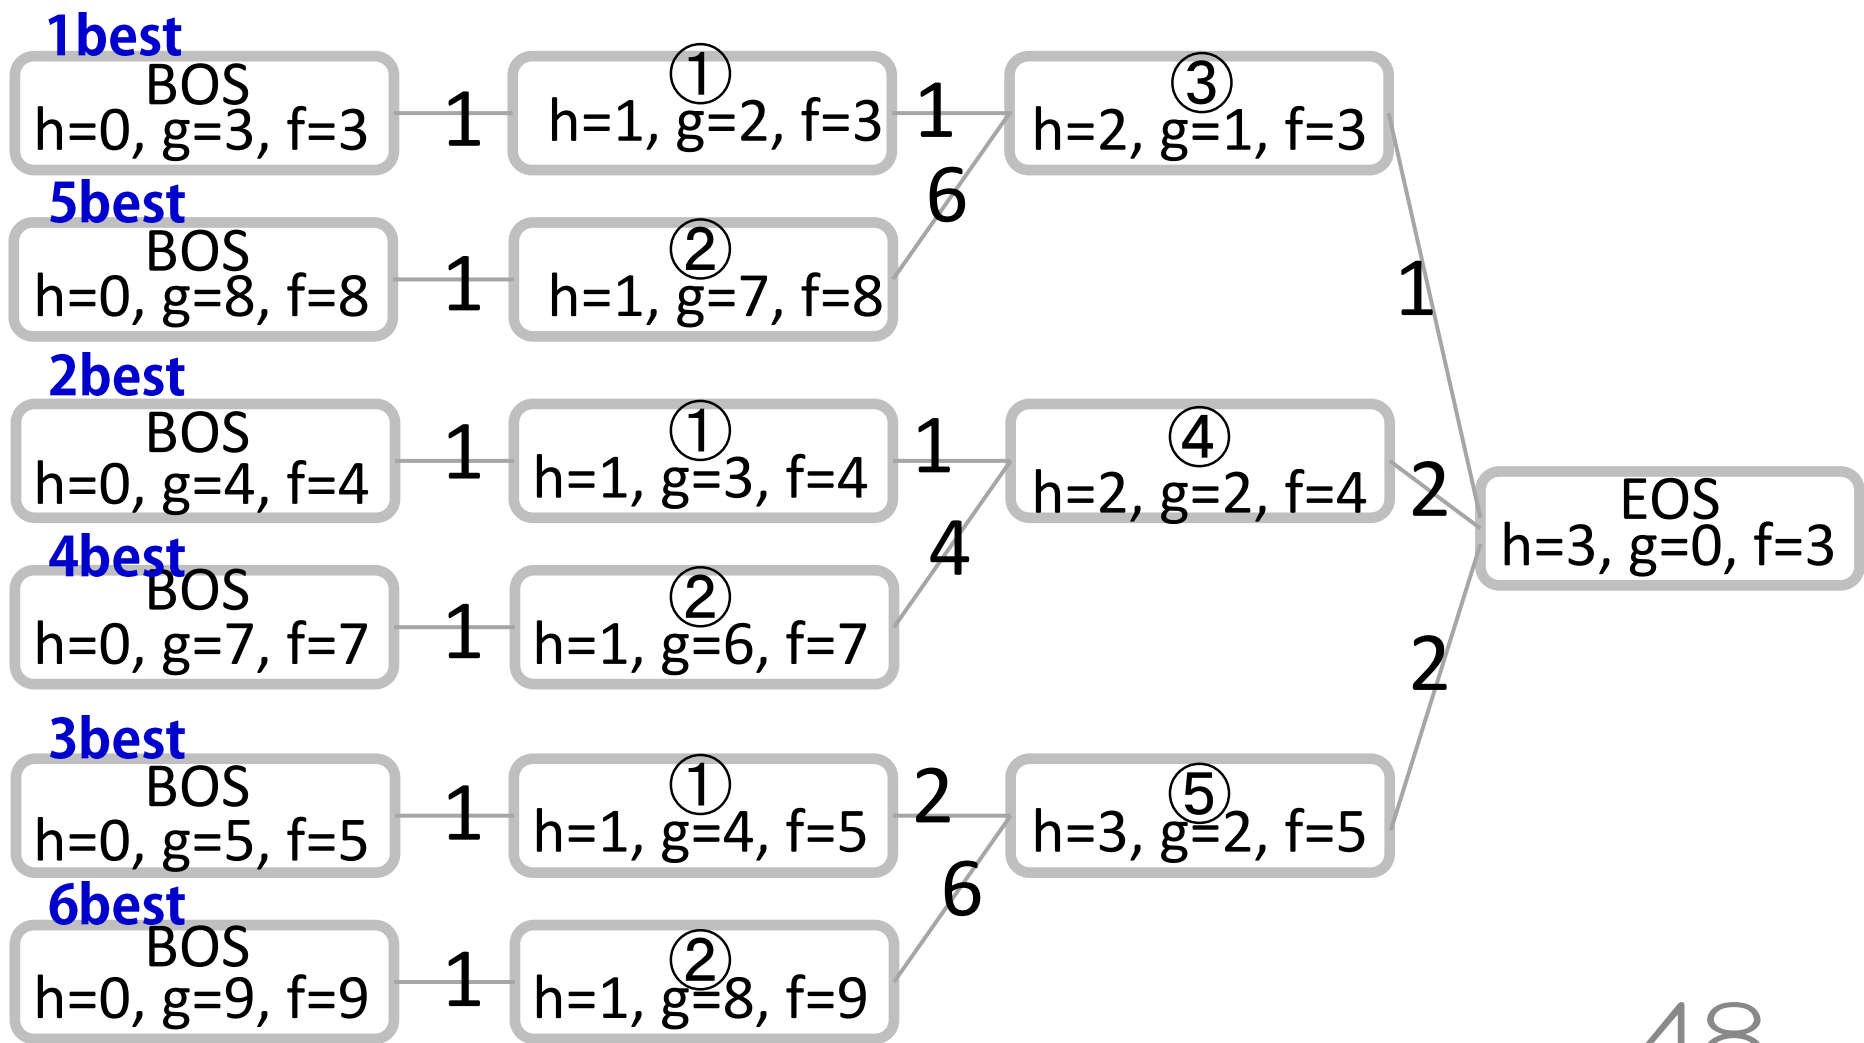 1best
BOS
h=0, g=3, f=3
1
①
h=1, g=2, f=3
1
③
h=2, g=1, f=3
6
5best
BOS
h=0, g=8, f=8
1
②
h=1, g=7, f=8
1
2best
BOS
h=0, g=4, f=4
1
①
h=1, g=3, f=4
1
④
h=2, g=2, f=4
2
EOS
h=3, g=0, f=3
4
4best
BOS
h=0, g=7, f=7
1
②
h=1, g=6, f=7
2
3best
BOS
h=0, g=5, f=5
1
①
h=1, g=4, f=5
2
⑤
h=3, g=2, f=5
6
6best
BOS
h=0, g=9, f=9
1
②
h=1, g=8, f=9
48